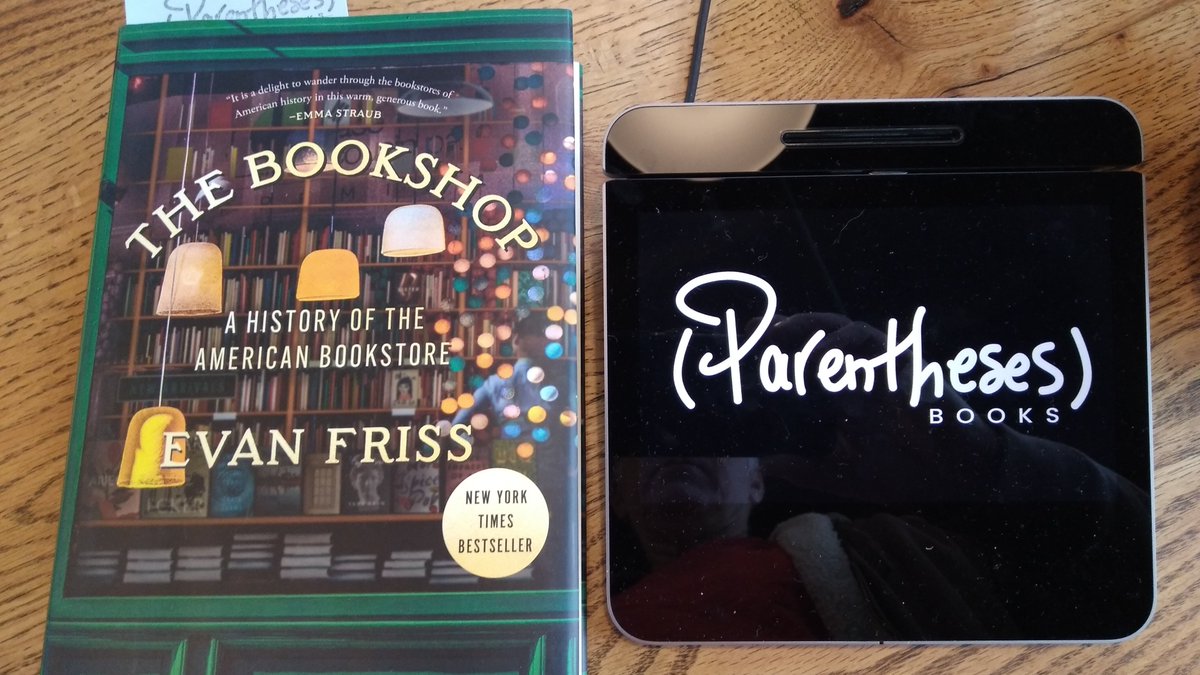 (Parentheses)
"It is a delight to wander through the bookstores of
American history in this warm, generous book."
—EMMA STRAUB
THE BOOKSHOP
A HISTORY OF THE
AMERICAN BOOKSTORE
EVAN FRISS
NEW YORK
TIMES
BESTSELLER
(Parentheses)
BOOKS